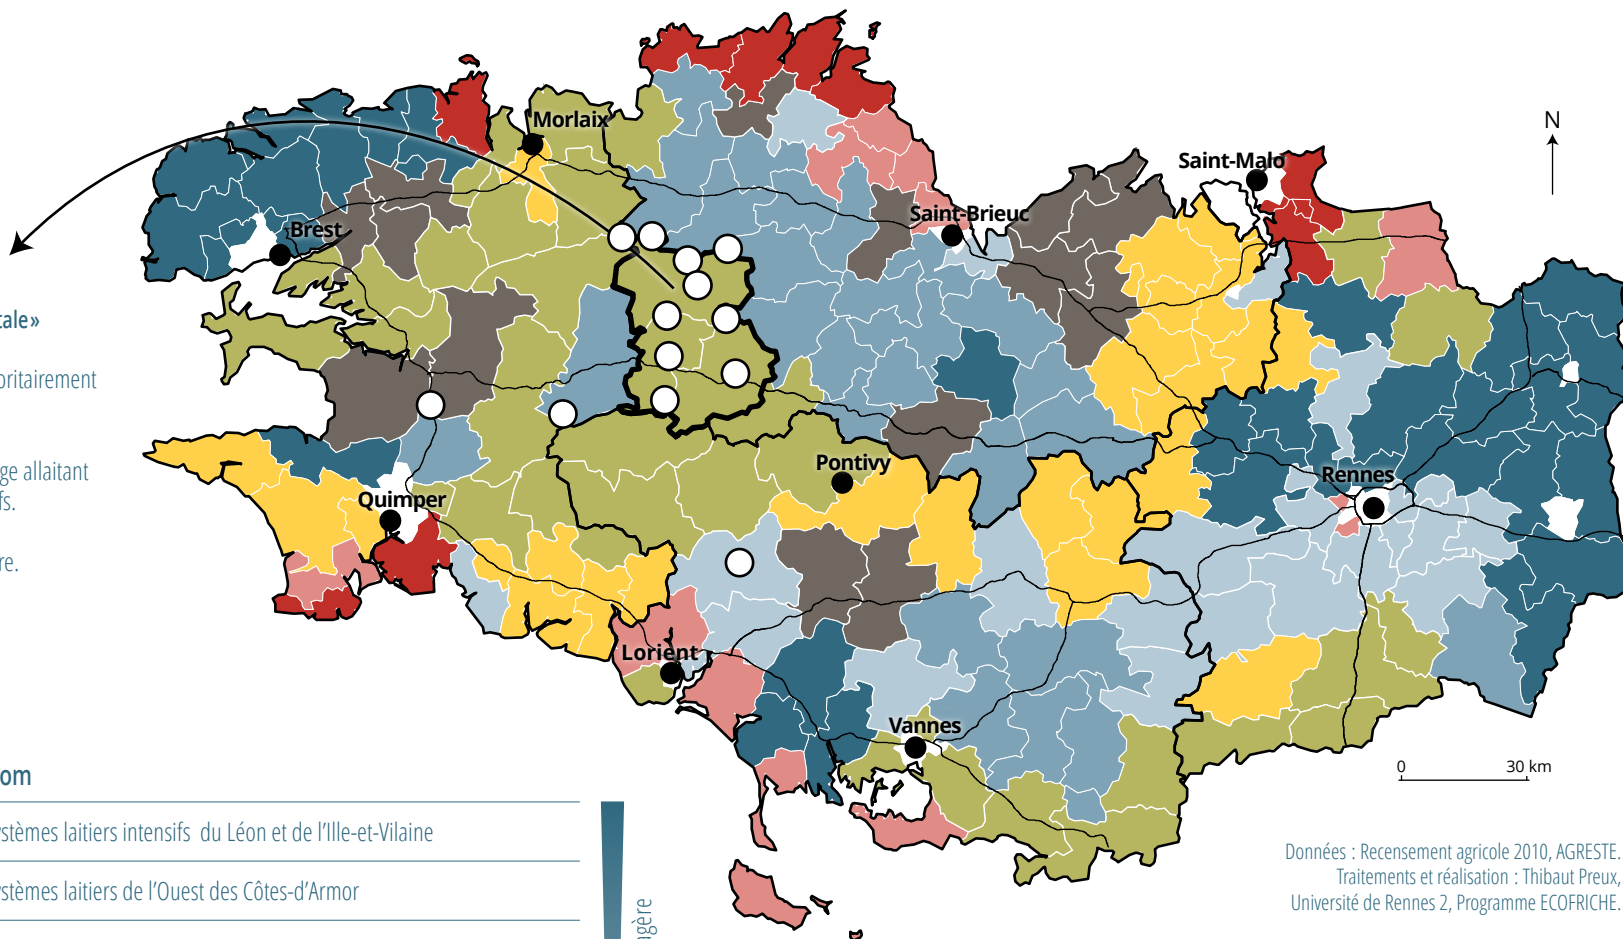 Morlaix
N
Saint-Malo
Saint-Brieuc
Brest
tale»
oritairement
ge allaitant
fs.
re.
Pontivy
Rennes
Quimper
Lorient
Vannes
0 30 km
om
ystèmes laitiers intensifs du Léon et de l'Ille-et-Vilaine
ystèmes laitiers de l'Ouest des Côtes-d'Armor
agère
Données : Recensement agricole 2010, AGRESTE.
Traitements et réalisation : Thibaut Preux,
Université de Rennes 2, Programme ECOFRICHE.